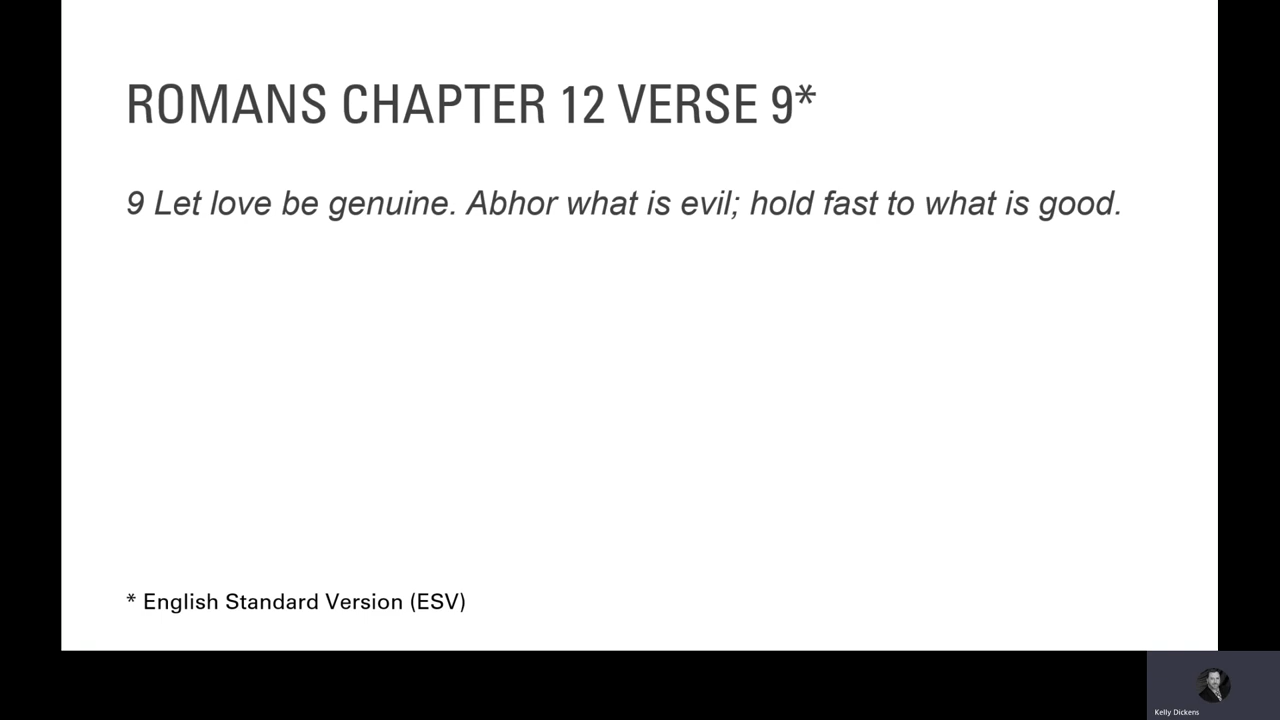 ROMANS CHAPTER 12 VERSE 9*
9 Let love be genuine. Abhor what is evil; hold fast to what is good.
* English Standard Version (ESV)
Kelly Dickens